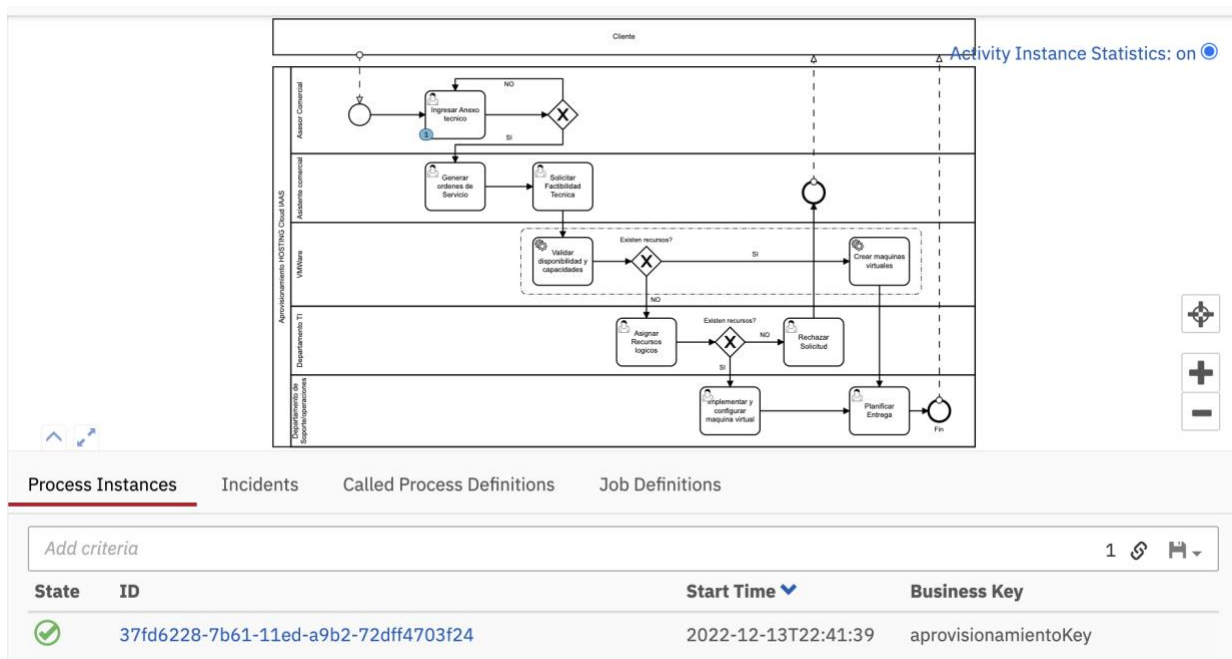 Cliente
Activity Instance Statistics: on
Aprovisionamiento HOSTING Cloud IAAS
Asesor Comercial
Ingresar Anexo
tecnico
1
NO
SI
Asistente comercial
Generar
ordenes de
Servicio
Solicitar
Factibilidad
Tecnica
VMWare
Validar
disponibilidad y
capacidades
Existen recursos?
SI
Crear maquinas
virtuales
NO
Departamento TI
Asignar
Recursos
logicos
Existen recursos?
NO
Rechazar
Solicitud
SI
Departamento de
Soporte/operaciones
Implementar y
configurar
maquina virtual
Planificar
Entrega
Fin
Process Instances
Incidents
Called Process Definitions
Job Definitions
Add criteria
1
State
ID
Start Time
Business Key
37fd6228-7b61-11ed-a9b2-72dff4703f24
2022-12-13T22:41:39
aprovisionamientoKey